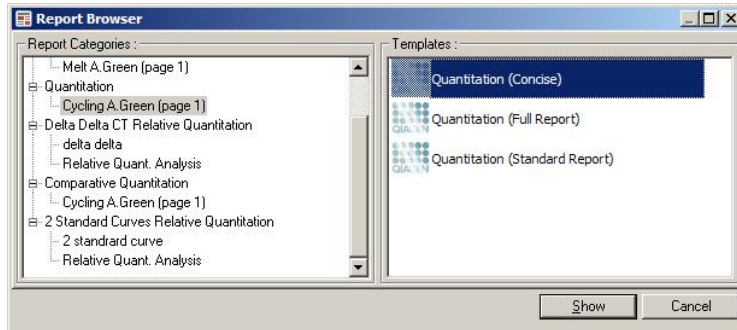 Report Browser
Report Categories :
Melt A.Green (page 1)
Quantitation
Cycling A.Green (page 1)
Delta Delta CT Relative Quantitation
delta delta
Relative Quant. Analysis
Comparative Quantitation
Cycling A.Green (page 1)
2 Standard Curves Relative Quantitation
2 standrard curve
Relative Quant. Analysis
Templates :
Quantitation (Concise)
QIAGEN
Quantitation (Full Report)
QIAGEN
Quantitation (Standard Report)
Show
Cancel